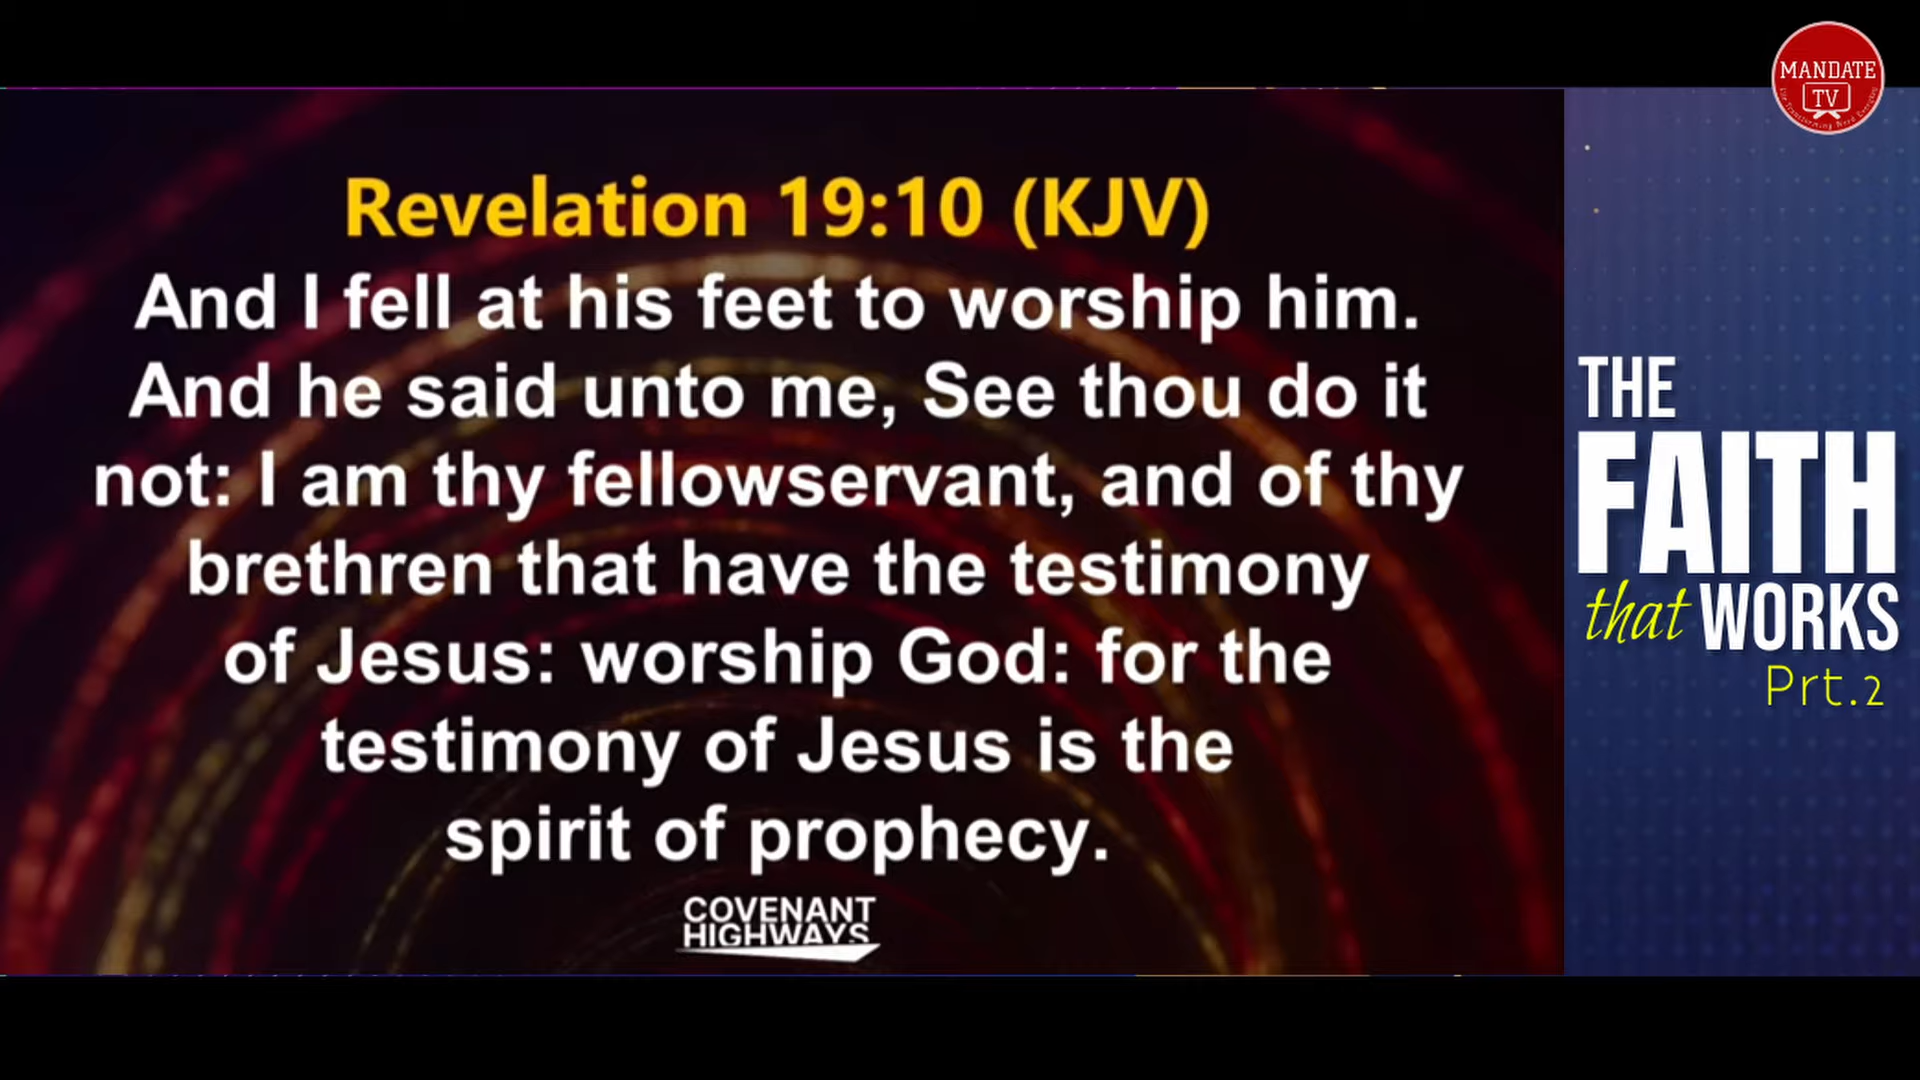 MANDATE
TV
Revelation 19:10 (KJV)
And I fell at his feet to worship him.
And he said unto me, See thou do it
not: I am thy fellowservant, and of thy
brethren that have the testimony
of Jesus: worship God: for the
testimony of Jesus is the
spirit of prophecy.
COVENANT
HIGHWAYS
THE
FAITH
that WORKS
Prt.2